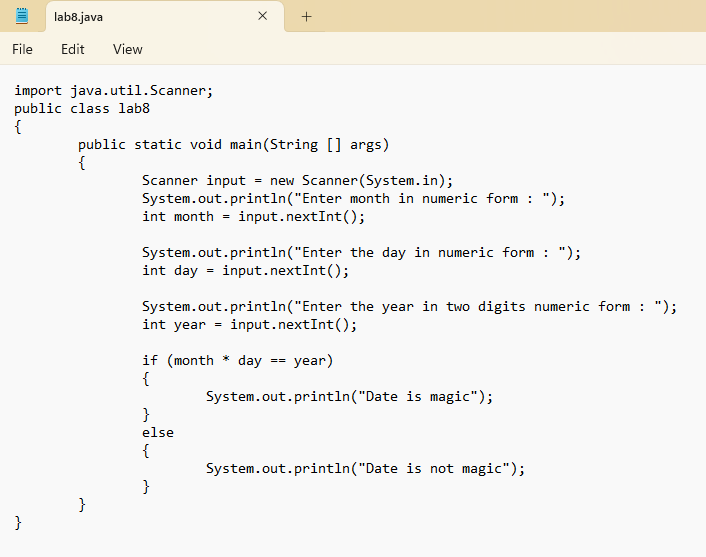 lab8.java
File Edit View
import java.util.Scanner;
public class lab8
{
public static void main(String [] args)
{
Scanner input = new Scanner(System.in);
System.out.println("Enter month in numeric form : ");
int month = input.nextInt();
System.out.println("Enter the day in numeric form : ");
int day = input.nextInt();
System.out.println("Enter the year in two digits numeric form : ");
int year = input.nextInt();
if (month * day == year)
{
System.out.println("Date is magic");
}
else
{
System.out.println("Date is not magic");
}
}
}